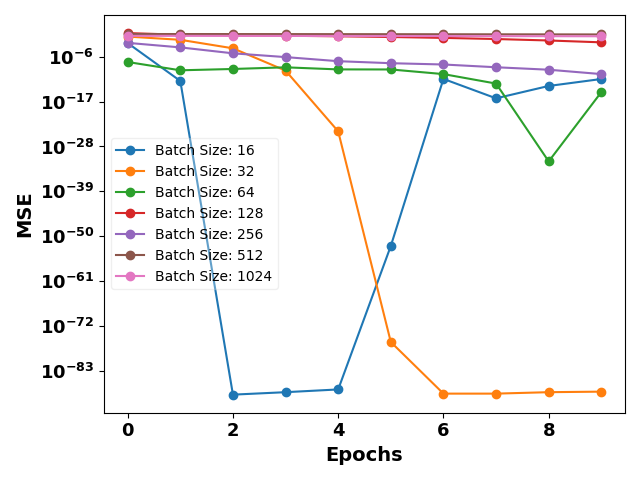 10^−6
10^−17
10^−28
10^−39
10^−50
10^−61
10^−72
10^−83
MSE
Batch Size: 16
Batch Size: 32
Batch Size: 64
Batch Size: 128
Batch Size: 256
Batch Size: 512
Batch Size: 1024
0 2 4 6 8
Epochs